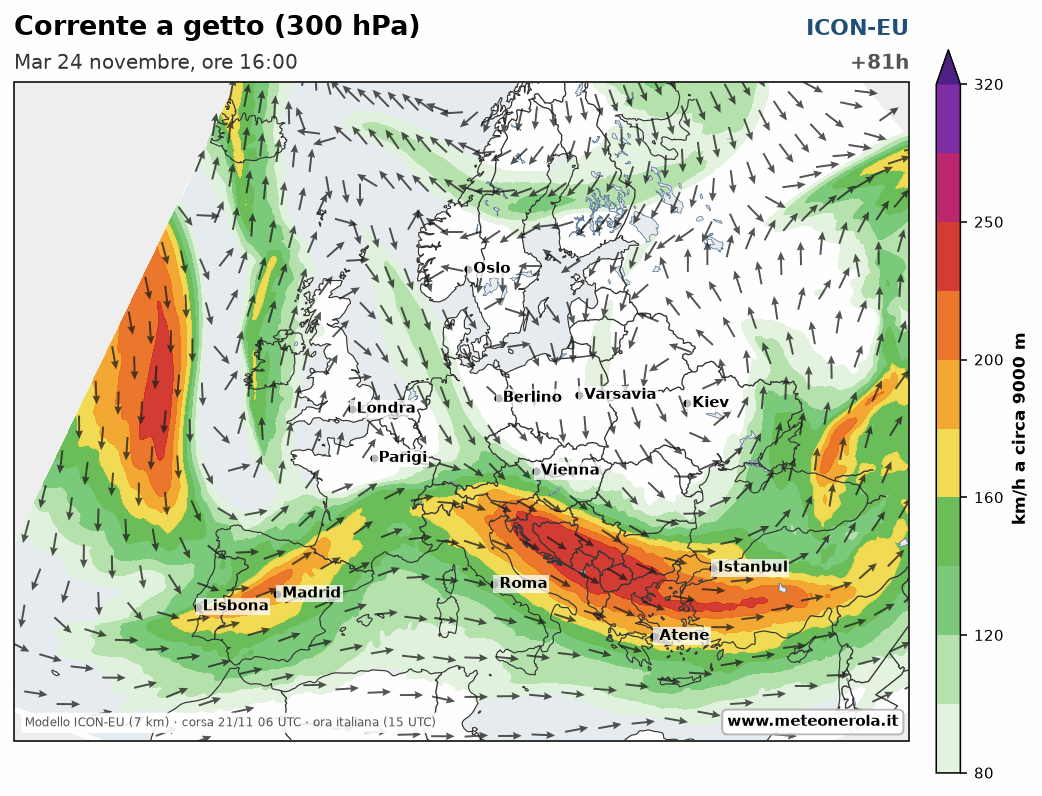 Corrente a getto (300 hPa)
ICON-EU
Mar 24 novembre, ore 16:00
+81h
320
250
200
160
120
80
km/h a circa 9000 m
Oslo
Berlino
Varsavia
Kiev
Londra
Parigi
Vienna
Istanbul
Roma
Madrid
Lisbona
Atene
Modello ICON-EU (7 km) · corsa 21/11 06 UTC · ora italiana (15 UTC)
www.meteonerola.it